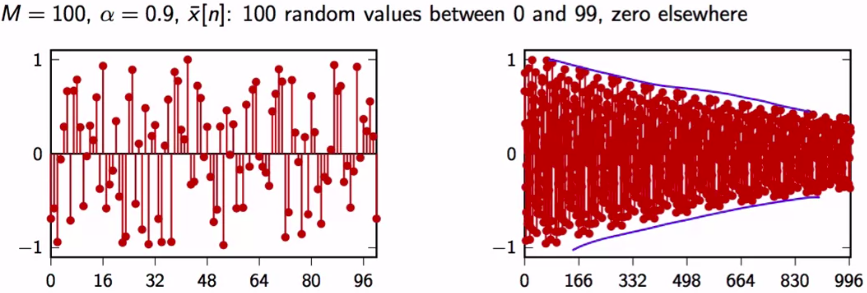 M = 100, α = 0.9, x̄[n]: 100 random values between 0 and 99, zero elsewhere
1
0
−1
0 16 32 48 64 80 96
1
0
−1
0 166 332 498 664 830 996